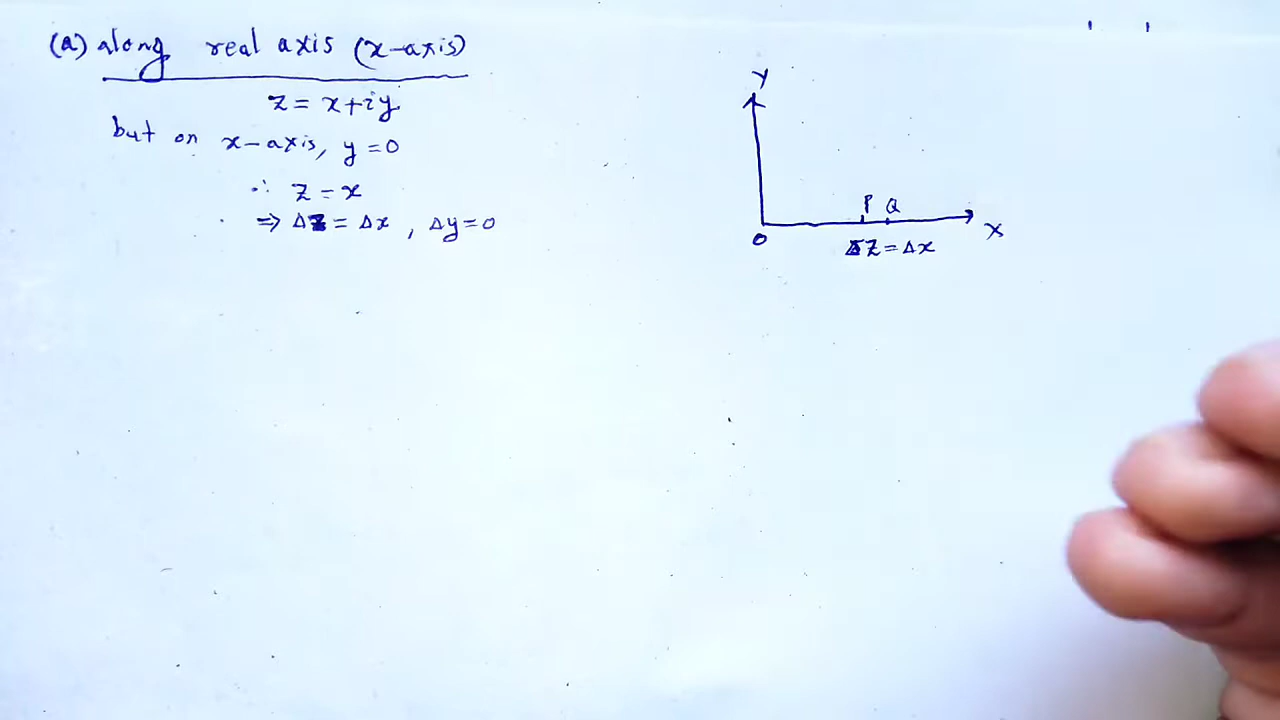 (a) along real axis (x-axis)
z = x+iy
but on x-axis, y=0
∴ z = x
⇒ Δz = Δx , Δy=0
Y
P Q
O
X
ΔZ = Δx